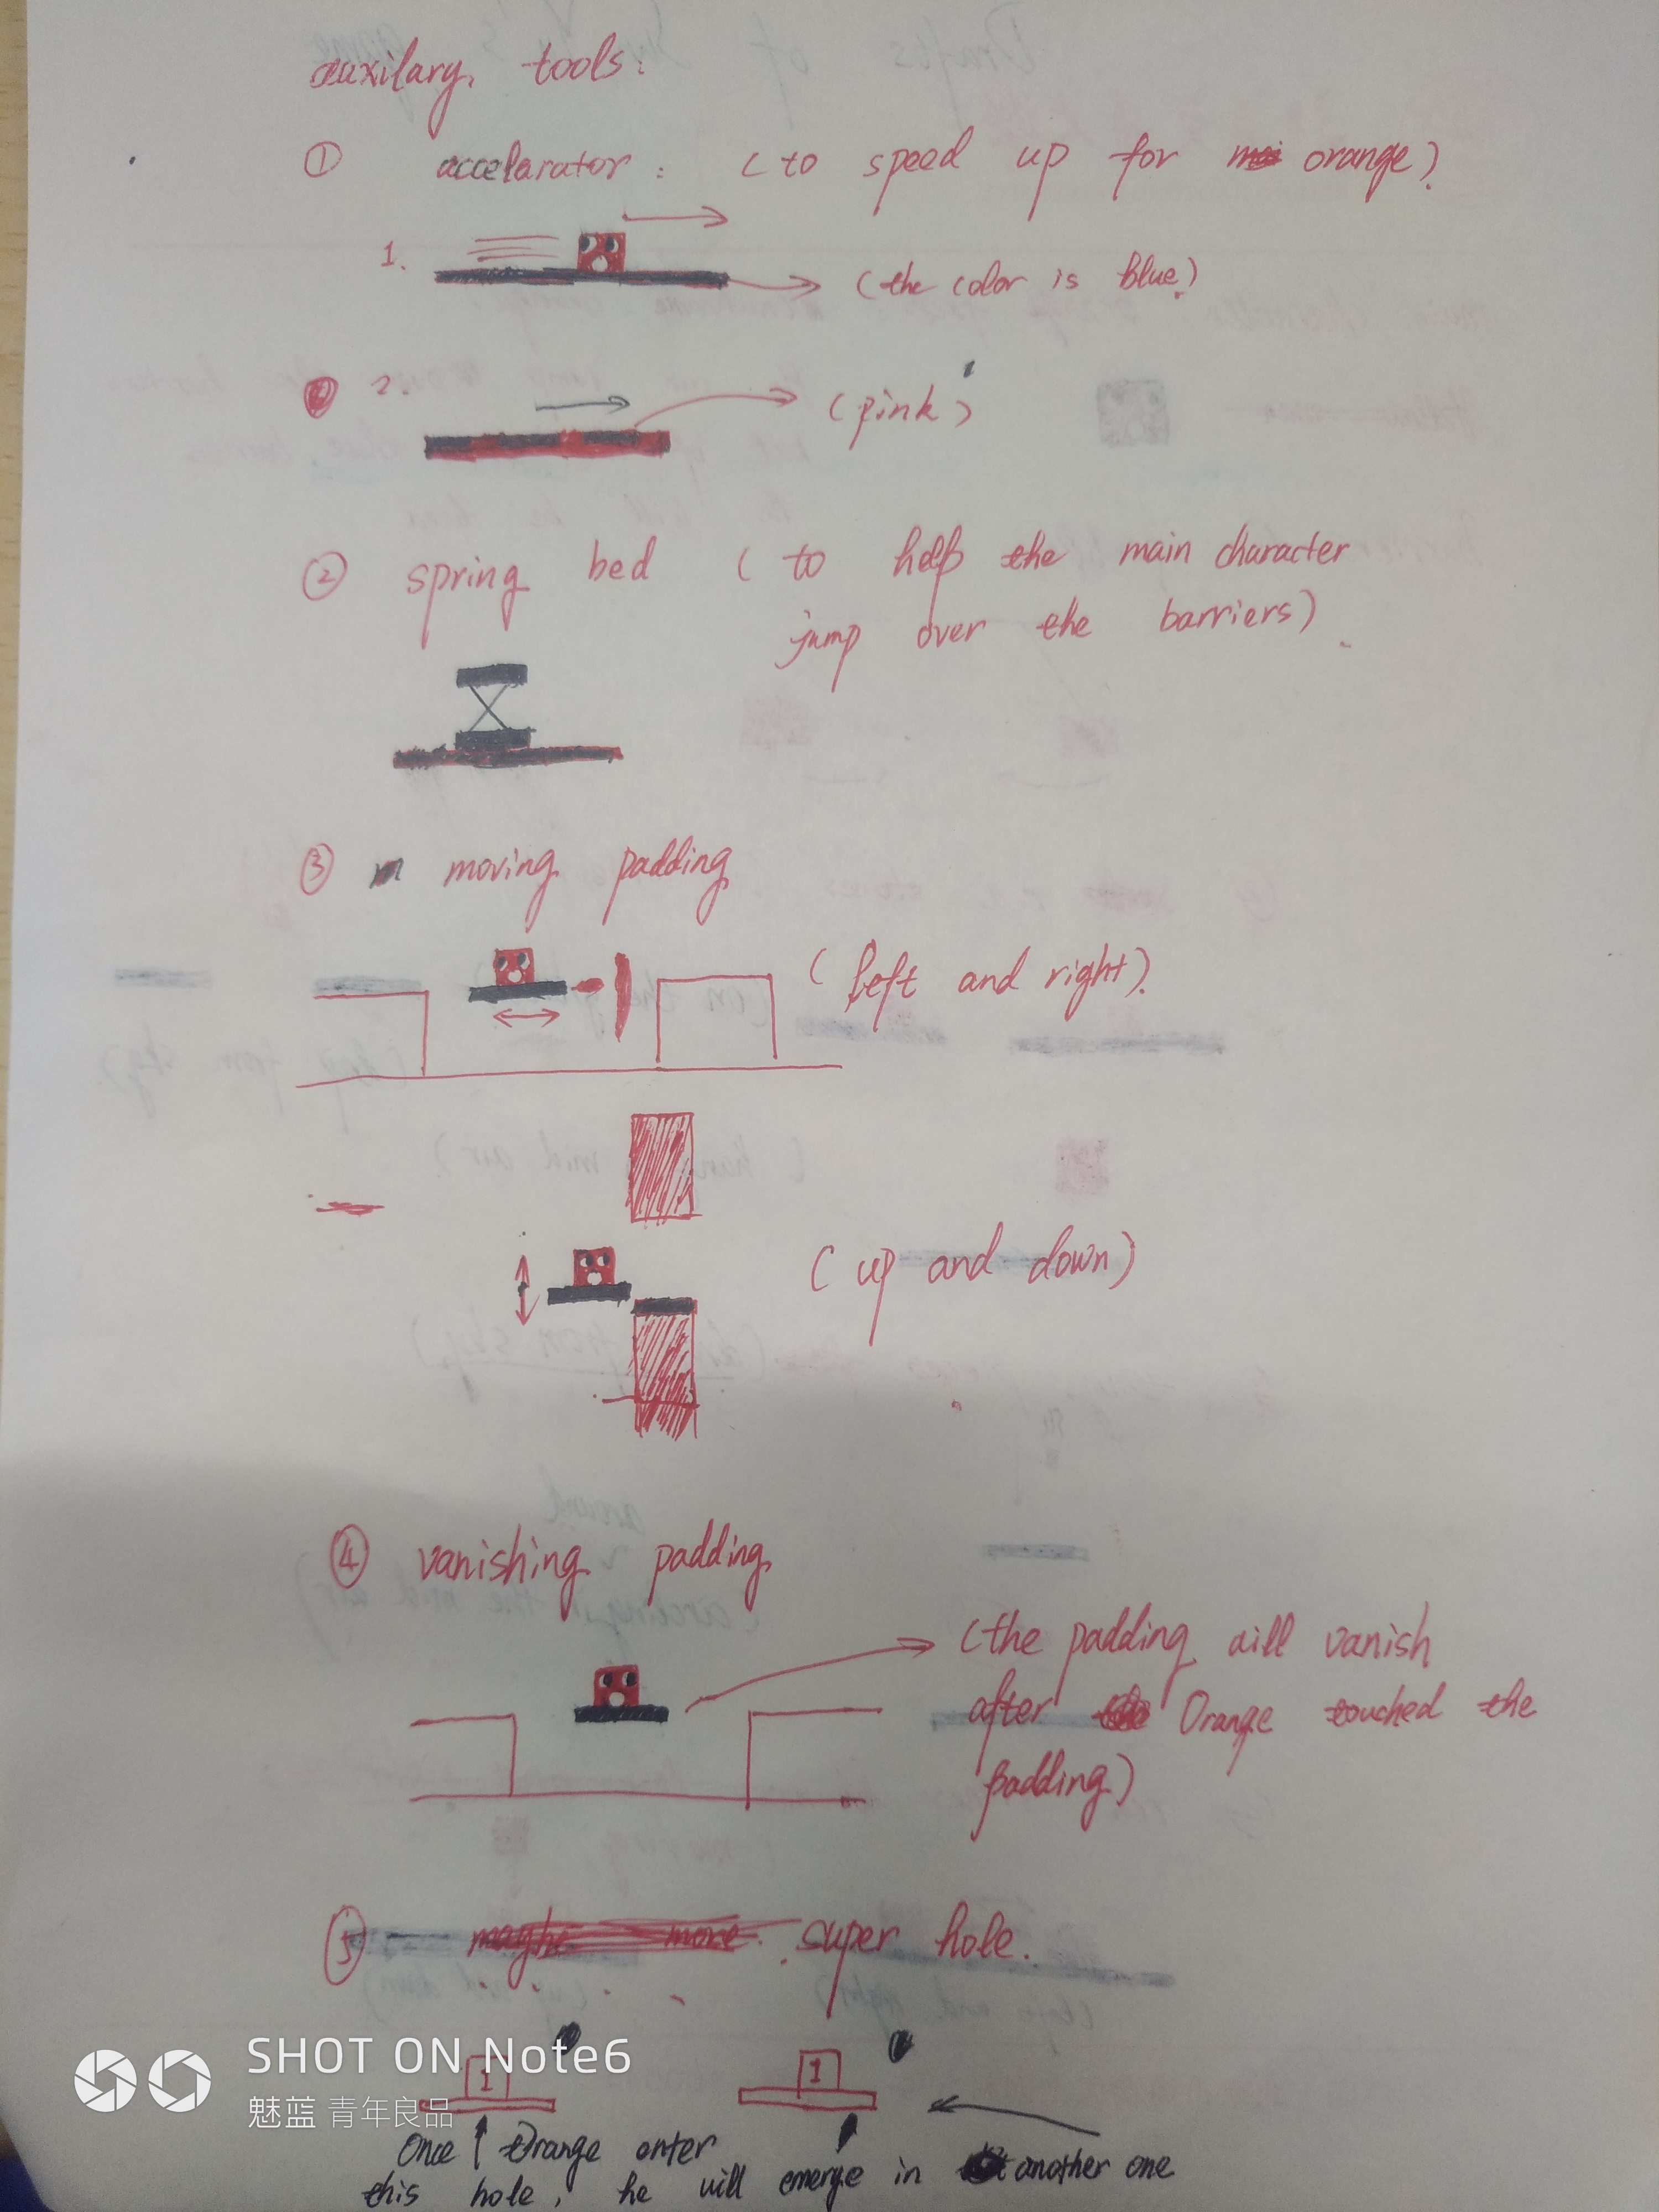 auxilary tools:
① accelarator: (to speed up for orange).
1.
(the color is blue.)
2.
(pink)
② spring bed (to help the main character
jump over the barriers).
③ moving padding
(left and right).
(up and down)
④ vanishing padding
(the padding will vanish
after Orange touched the
padding)
⑤ maybe more super hole.
1 1
Once Orange enter
this hole, he will emerge in another one
SHOT ON Note6
魅蓝 青年良品